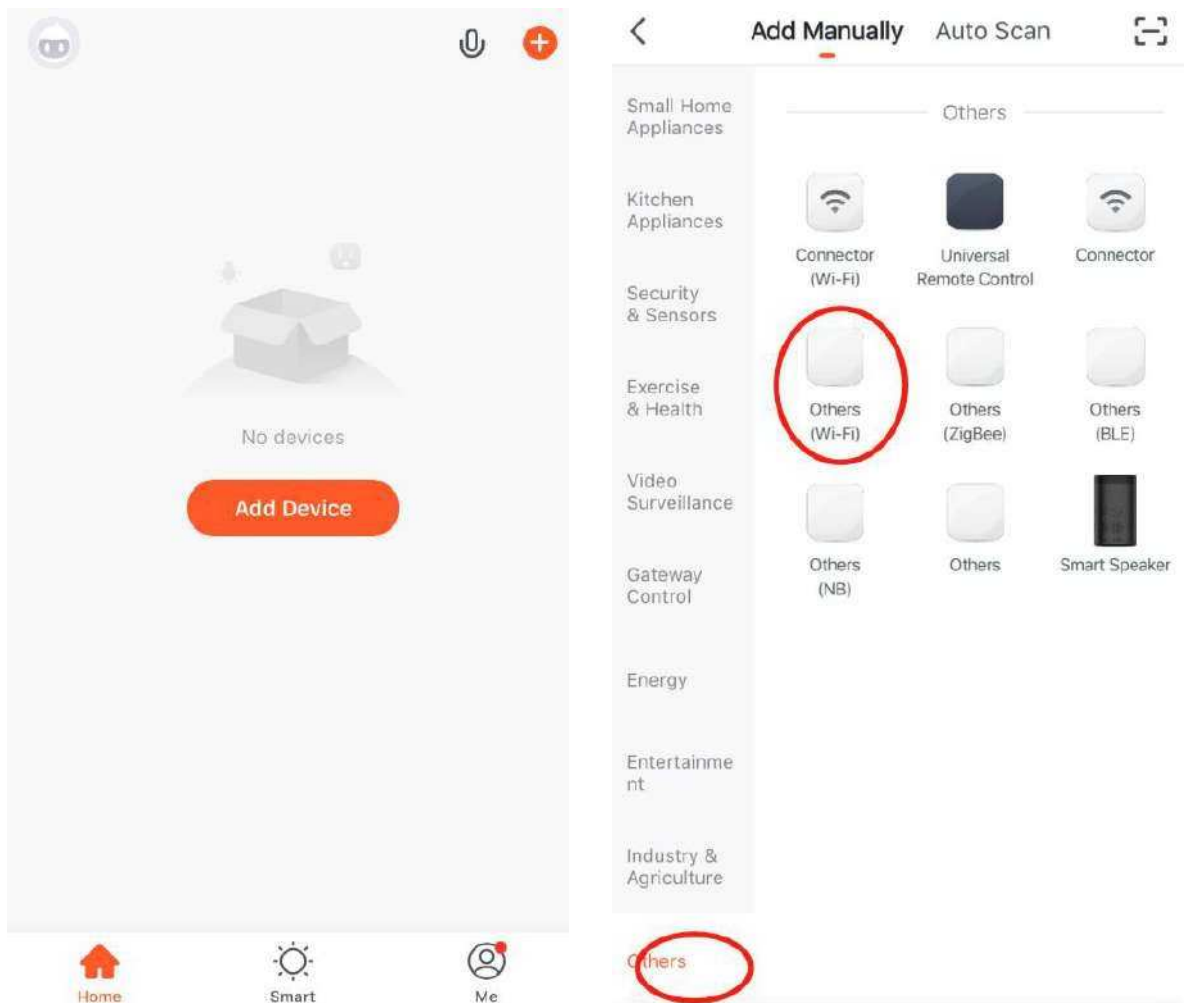 No devices
Add Device
Home
Smart
Me
Add Manually
Auto Scan
Small Home
Appliances
Kitchen
Appliances
Security
& Sensors
Exercise
& Health
Video
Surveillance
Gateway
Control
Energy
Entertainme
nt
Industry &
Agriculture
Others
Others
Connector
(Wi-Fi)
Universal
Remote Control
Connector
Others
(Wi-Fi)
Others
(ZigBee)
Others
(BLE)
Others
(NB)
Others
Smart Speaker